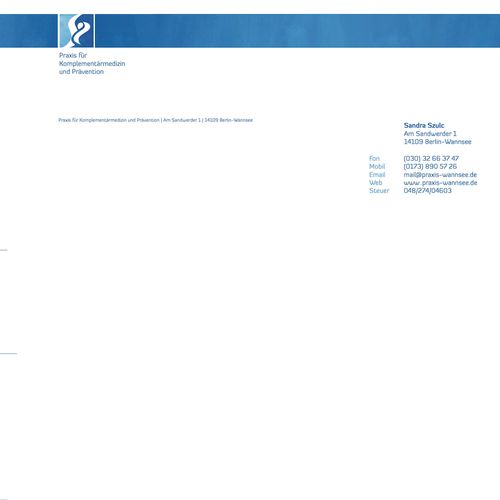 Praxis für
Komplementärmedizin
und Prävention
Praxis für Komplementärmedizin und Prävention | Am Sandwerder 1 | 14109 Berlin-Wannsee
Sandra Szulc
Am Sandwerder 1
14109 Berlin-Wannsee
Fon (030) 32 66 37 47
Mobil (0173) 890 57 26
Email mail@praxis-wannsee.de
Web www.praxis-wannsee.de
Steuer 048/274/04603